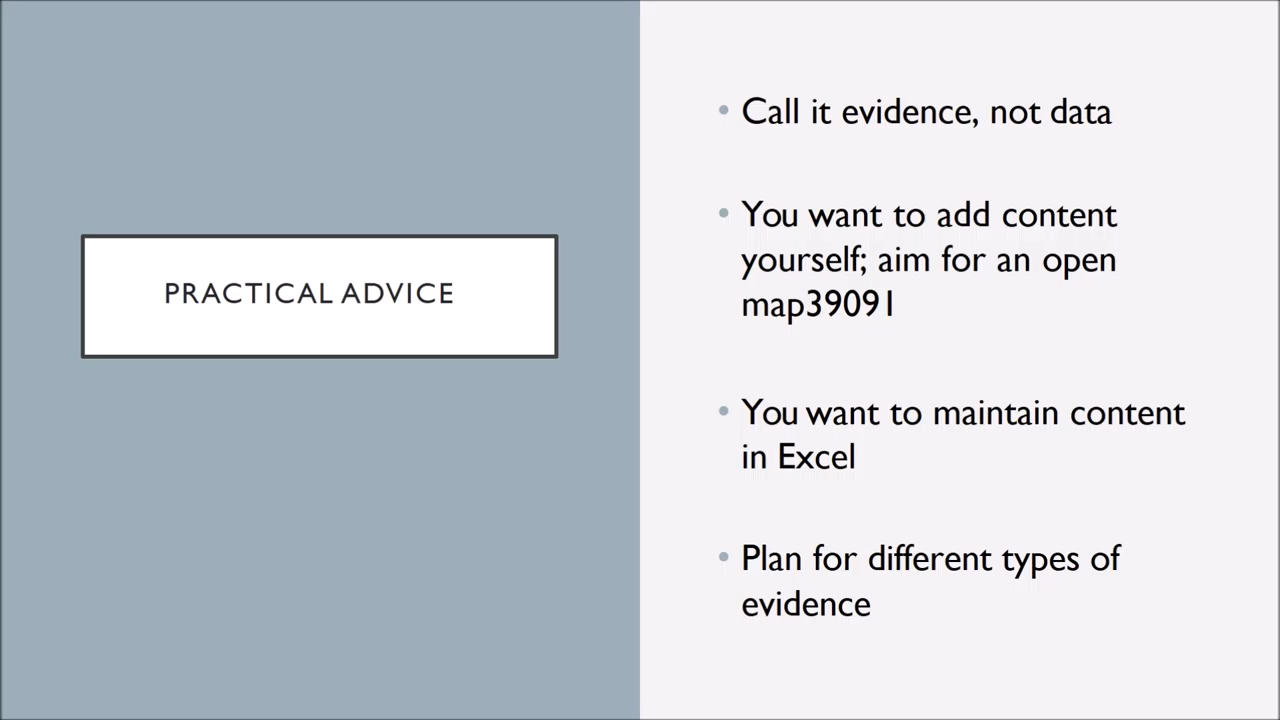 PRACTICAL ADVICE
Call it evidence, not data
You want to add content
yourself; aim for an open
map39091
You want to maintain content
in Excel
Plan for different types of
evidence